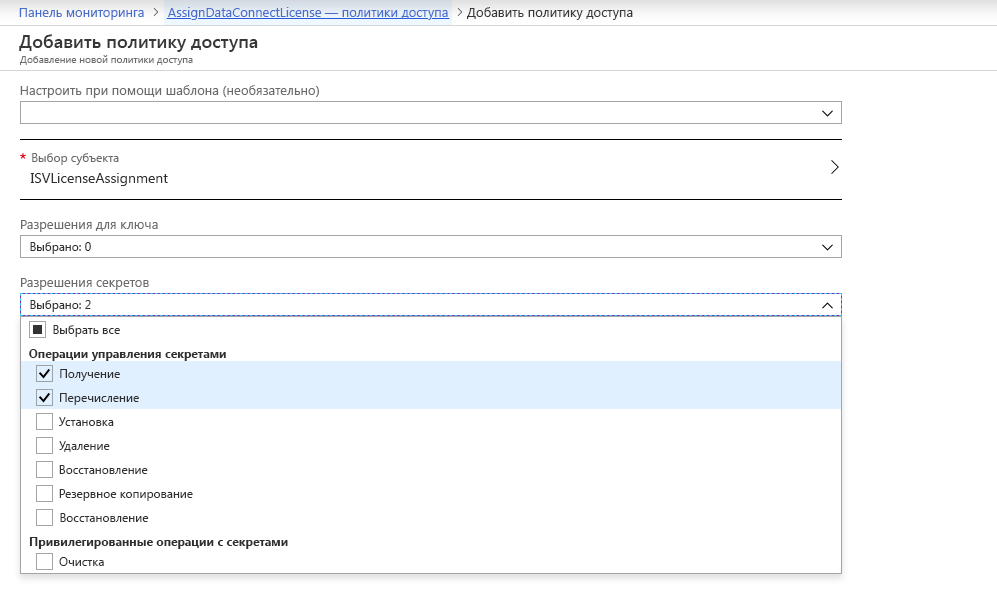 Панель мониторинга > AssignDataConnectLicense — политики доступа > Добавить политику доступа
Добавить политику доступа
Добавление новой политики доступа
Настроить при помощи шаблона (необязательно)
* Выбор субъекта
ISVLicenseAssignment
Разрешения для ключа
Выбрано: 0
Разрешения секретов
Выбрано: 2
Выбрать все
Операции управления секретами
Получение
Перечисление
Установка
Удаление
Восстановление
Резервное копирование
Восстановление
Привилегированные операции с секретами
Очистка